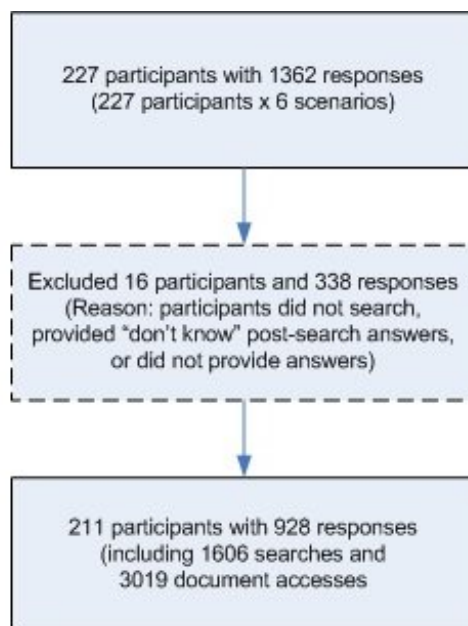 227 participants with 1362 responses
(227 participants x 6 scenarios)
Excluded 16 participants and 338 responses
(Reason: participants did not search,
provided “don’t know” post-search answers,
or did not provide answers)
211 participants with 928 responses
(including 1606 searches and
3019 document accesses